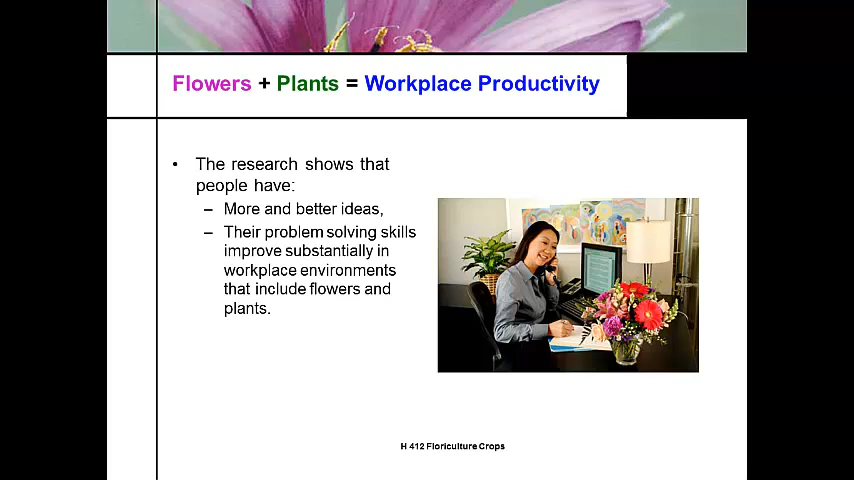 Flowers + Plants = Workplace Productivity
• The research shows that
people have:
– More and better ideas,
– Their problem solving skills
improve substantially in
workplace environments
that include flowers and
plants.
H 412 Floriculture Crops